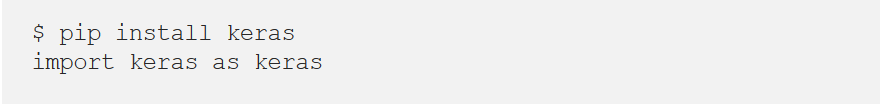 $ pip install keras
import keras as keras